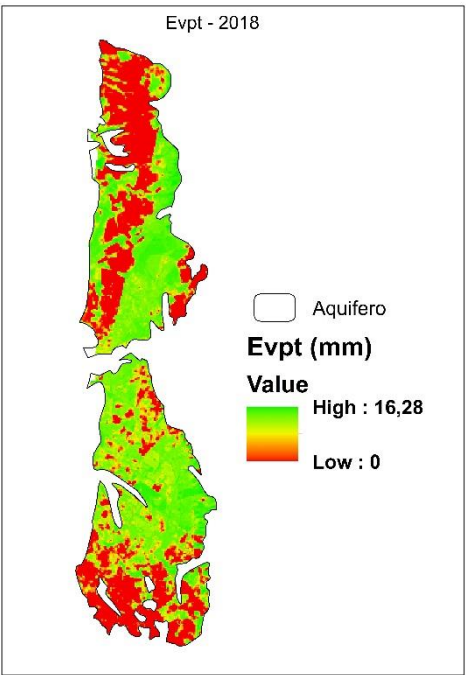 Evpt - 2018
Aquifero
Evpt (mm)
Value
High : 16,28
Low : 0